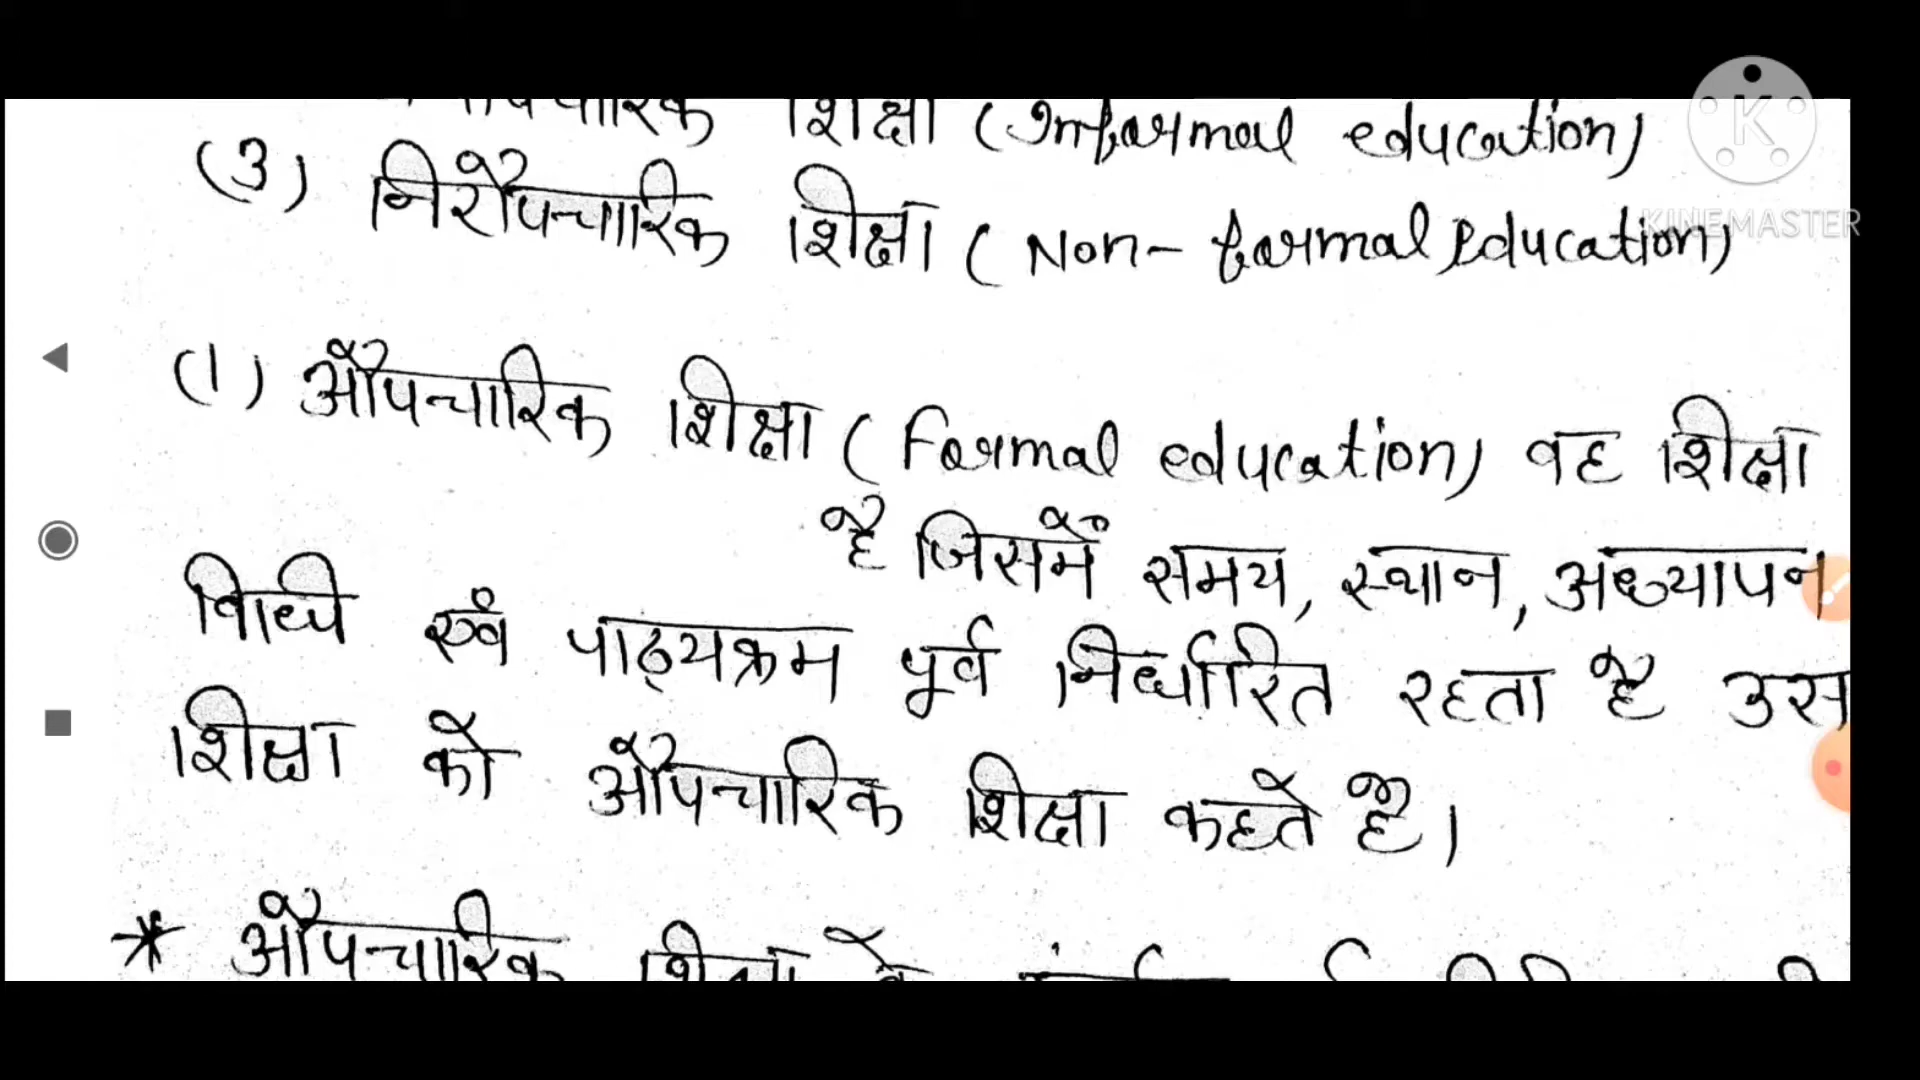 शिक्षा (Informal education)
(3) निरौपचारिक शिक्षा (Non-formal Education)
(1) औपचारिक शिक्षा (Formal education) वह शिक्षा
है जिसमें समय, स्थान, अध्यापन
विधि एवं पाठ्यक्रम पूर्व निर्धारित रहता है उस
शिक्षा को औपचारिक शिक्षा कहते हैं।
* औपचारिक शिक्षा के
KINEMASTER